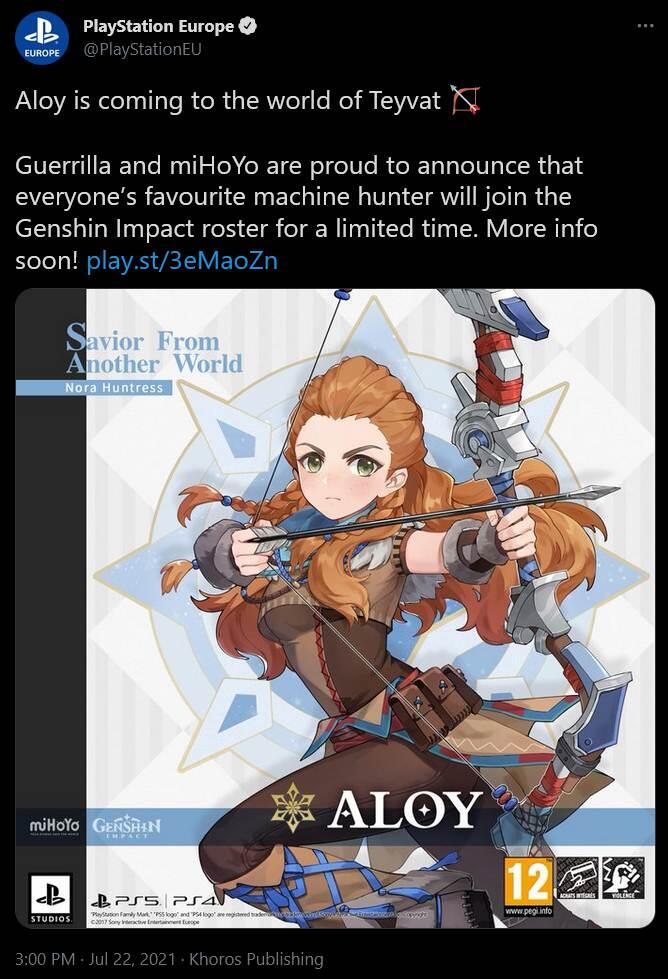 PlayStation Europe
@PlayStationEU
Aloy is coming to the world of Teyvat
Guerrilla and miHoYo are proud to announce that
everyone’s favourite machine hunter will join the
Genshin Impact roster for a limited time. More info
soon! play.st/3eMaoZn
EUROPE
Savior From
Another World
Nora Huntress
ALOY
miHoYo
GENSHIN
IMPACT
STUDIOS
PS5 | PS4
"PlayStation Family Mark," "PS5 logo" and "PS4 logo" are registered
©2017 Sony Interactive Entertainment Europe
12
www.pegi.info
ACHATS INTÉGRÉS
VIOLENCE
3:00 PM · Jul 22, 2021 · Khoros Publishing